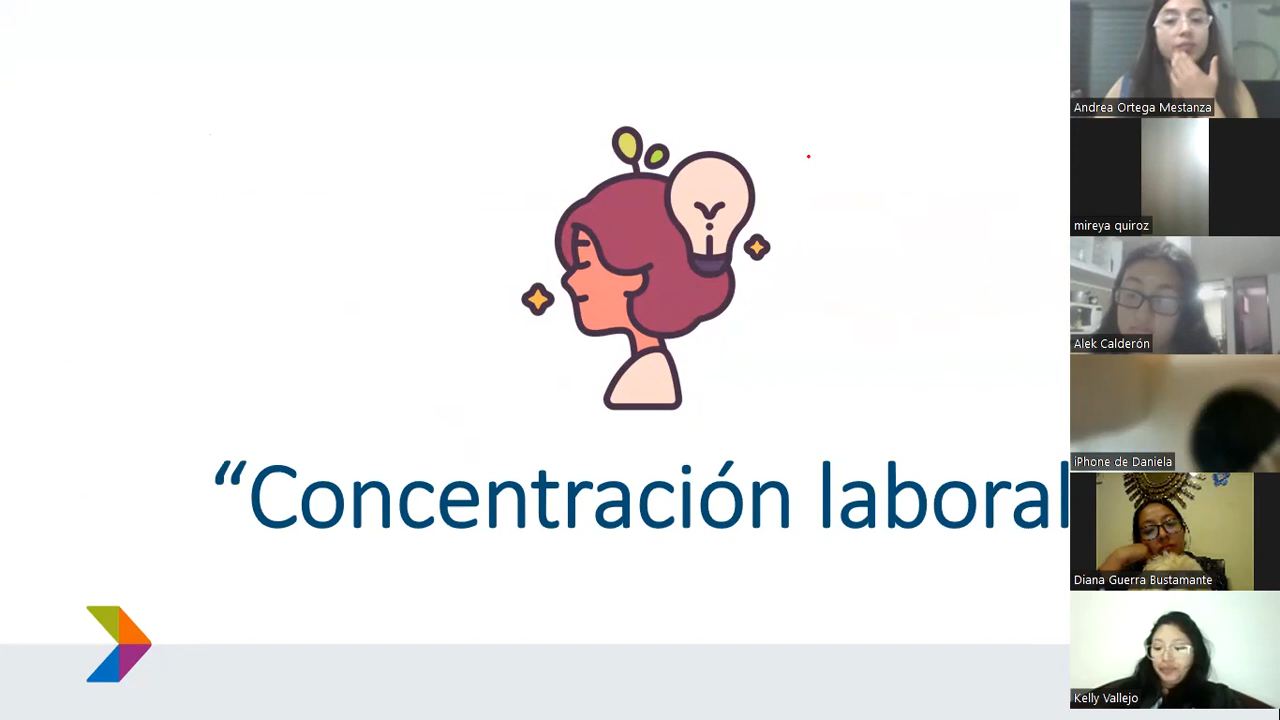 “Concentración laboral
Andrea Ortega Mestanza
mireya quiroz
Alek Calderón
iPhone de Daniela
Diana Guerra Bustamante
Kelly Vallejo